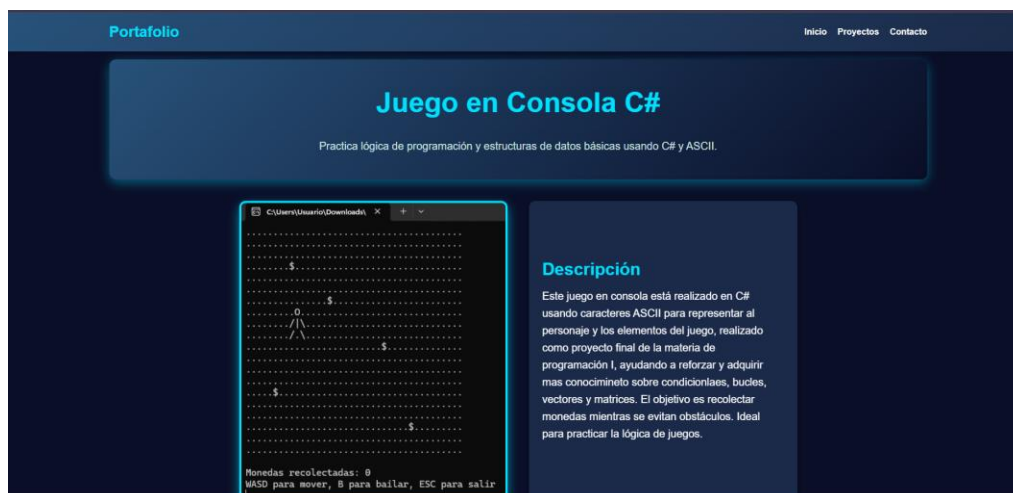 Portafolio
Inicio Proyectos Contacto
Juego en Consola C#
Practica lógica de programación y estructuras de datos básicas usando C# y ASCII.
C:\Users\Usuario\Downloads\
$
$
O
/|\
/.\
$
$
$
Monedas recolectadas: 0
WASD para mover, B para bailar, ESC para salir
Descripción
Este juego en consola está realizado en C#
usando caracteres ASCII para representar al
personaje y los elementos del juego, realizado
como proyecto final de la materia de
programación I, ayudando a reforzar y adquirir
mas conocimineto sobre condicionlaes, bucles,
vectores y matrices. El objetivo es recolectar
monedas mientras se evitan obstáculos. Ideal
para practicar la lógica de juegos.